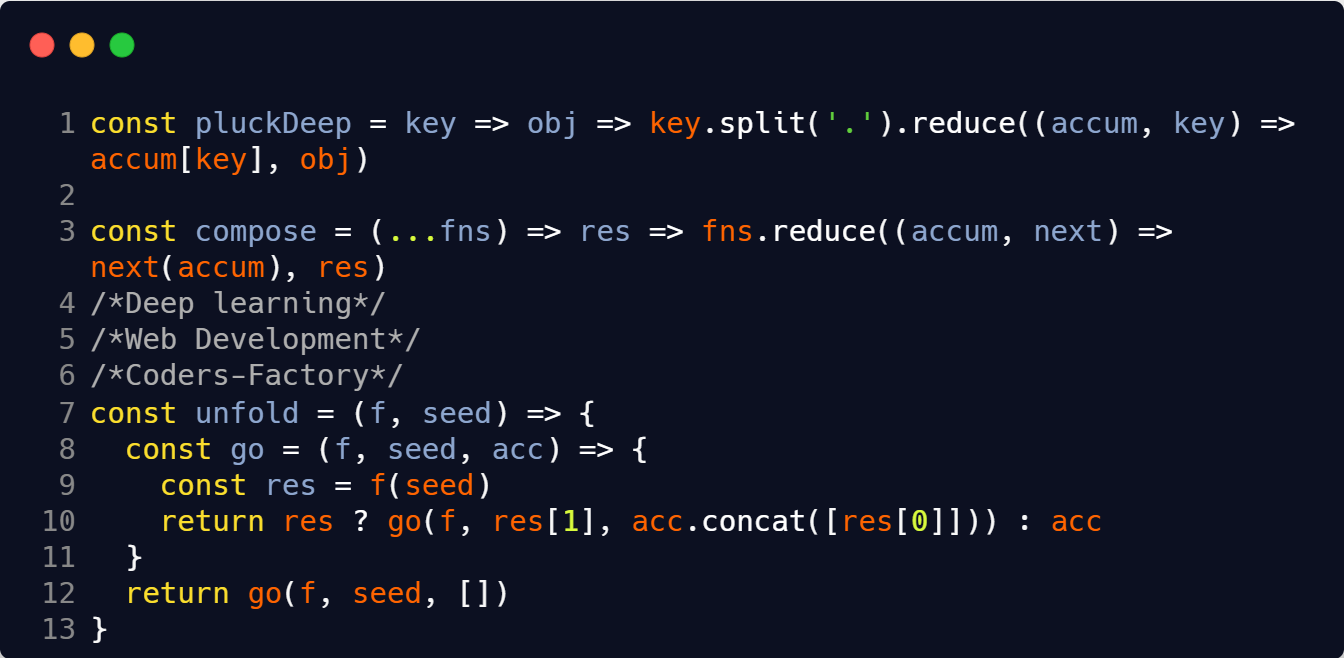 1 const pluckDeep = key => obj => key.split('.').reduce((accum, key) =>
accum[key], obj)
2
3 const compose = (...fns) => res => fns.reduce((accum, next) =>
next(accum), res)
4 /*Deep learning*/
5 /*Web Development*/
6 /*Coders-Factory*/
7 const unfold = (f, seed) => {
8   const go = (f, seed, acc) => {
9     const res = f(seed)
10     return res ? go(f, res[1], acc.concat([res[0]])) : acc
11   }
12   return go(f, seed, [])
13 }